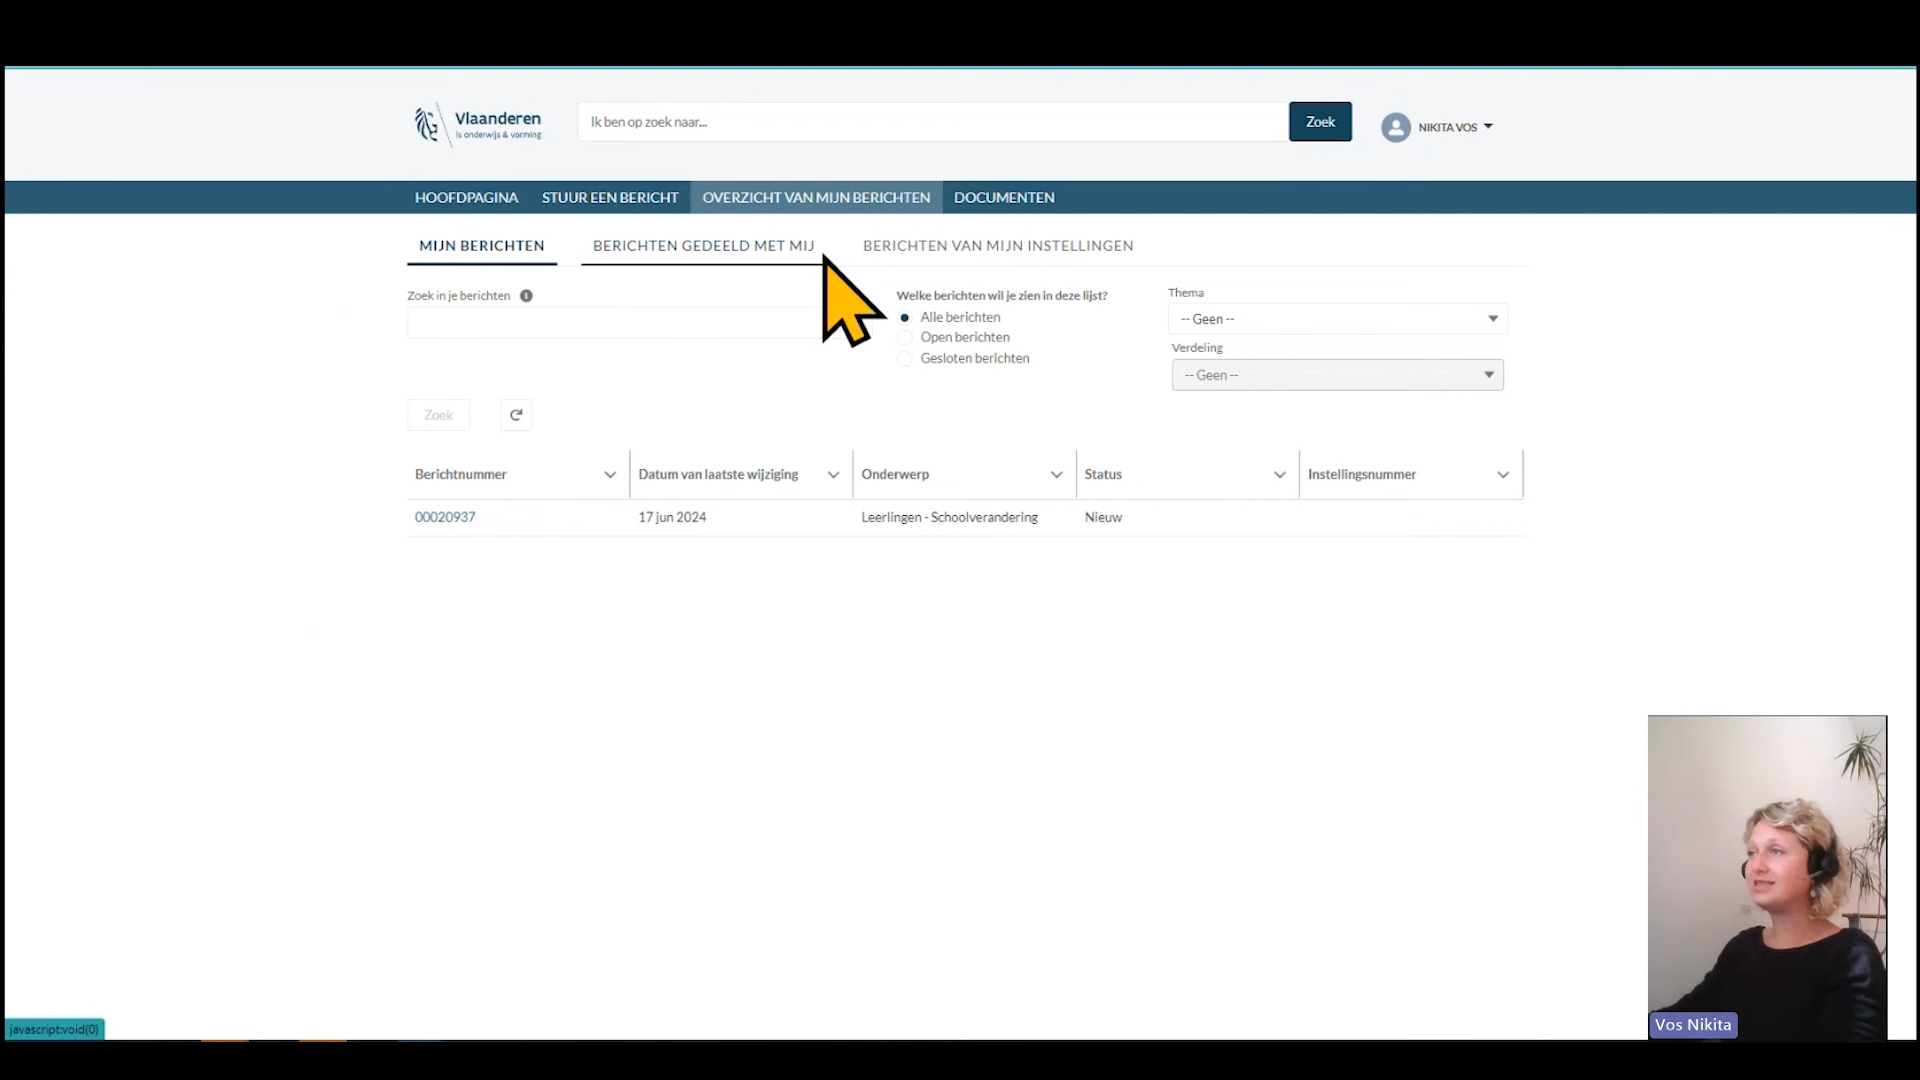 Vlaanderen
is onderwijs & vorming
Ik ben op zoek naar...
Zoek
NIKITA VOS
HOOFDPAGINA STUUR EEN BERICHT OVERZICHT VAN MIJN BERICHTEN DOCUMENTEN
MIJN BERICHTEN BERICHTEN GEDEELD MET MIJ BERICHTEN VAN MIJN INSTELLINGEN
Zoek in je berichten
Welke berichten wil je zien in deze lijst?
Alle berichten
Open berichten
Gesloten berichten
Thema
-- Geen --
Verdeling
-- Geen --
Zoek
Berichtnummer Datum van laatste wijziging Onderwerp Status Instellingsnummer
00020937 17 jun 2024 Leerlingen - Schoolverandering Nieuw
Vos Nikita
javascript:void(0)